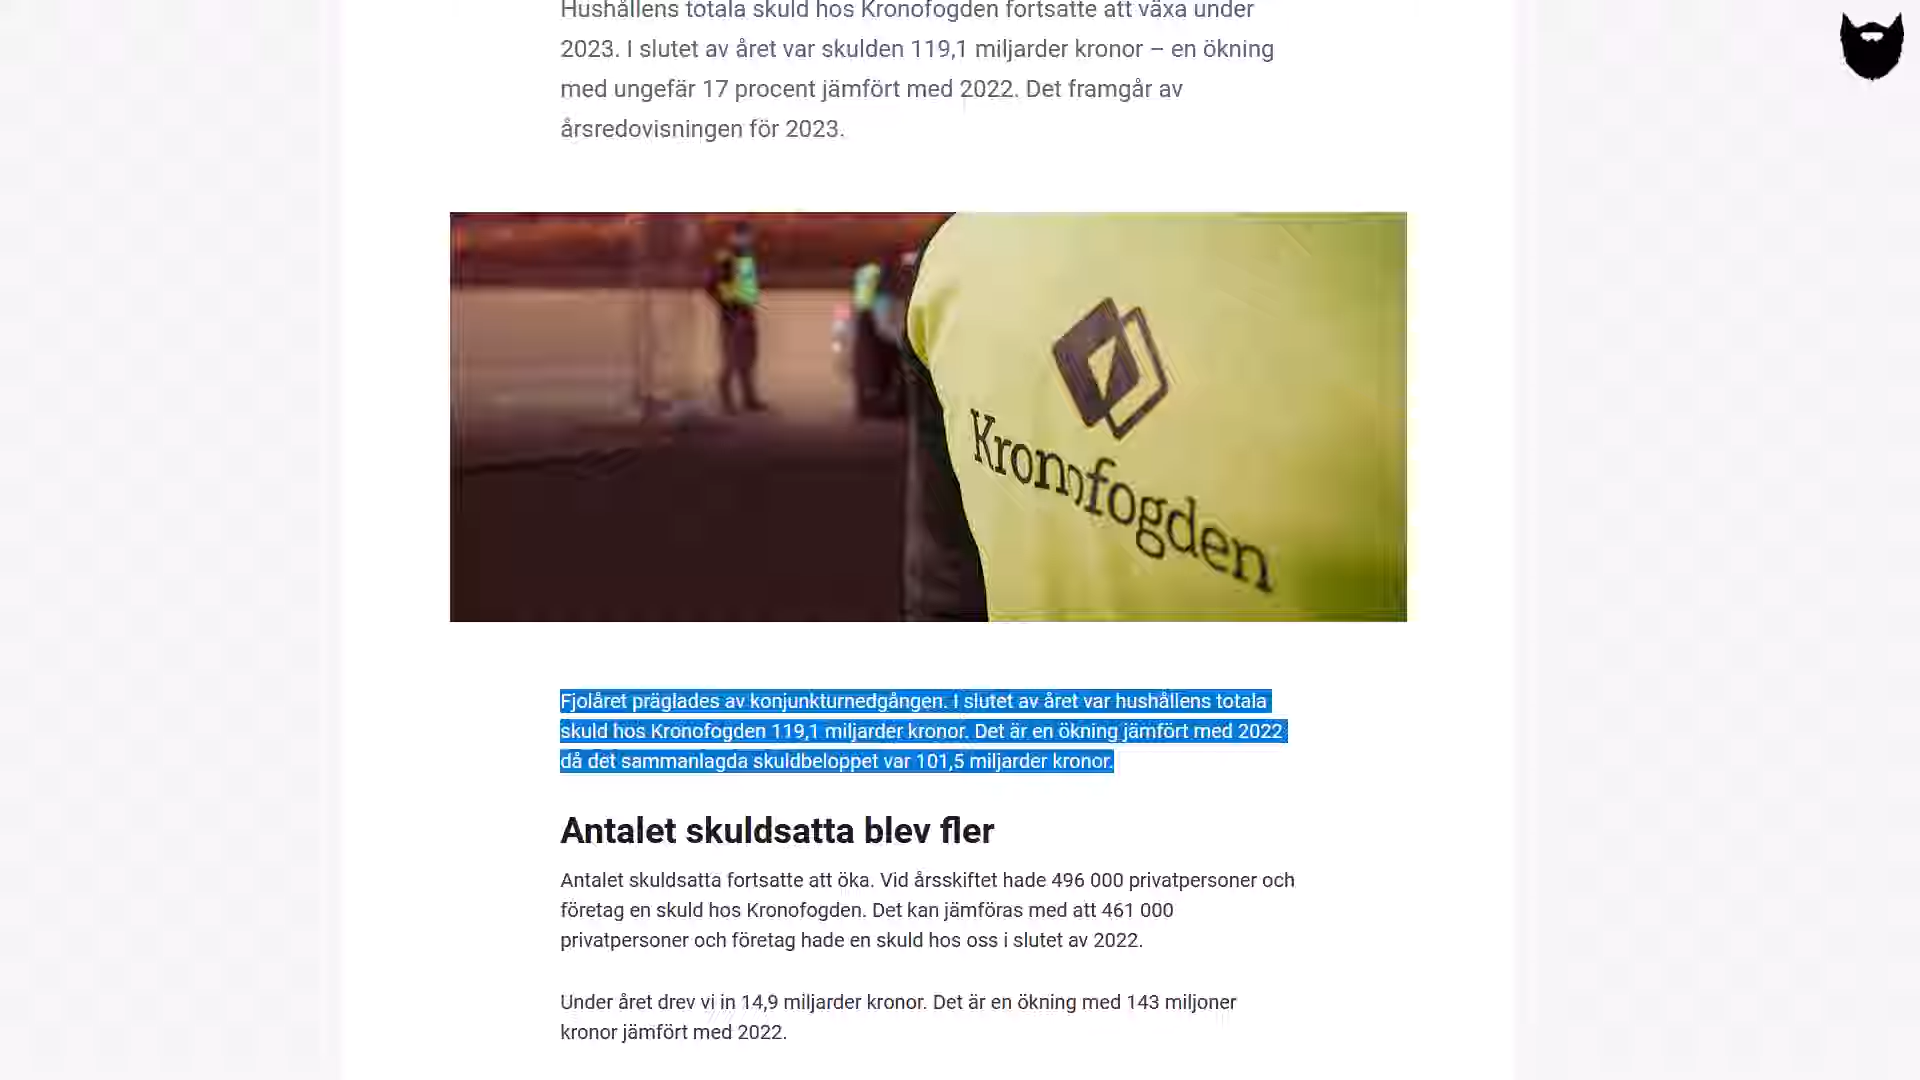 Hushållens totala skuld hos Kronofogden fortsatte att växa under
2023. I slutet av året var skulden 119,1 miljarder kronor – en ökning
med ungefär 17 procent jämfört med 2022. Det framgår av
årsredovisningen för 2023.
Kronofogden
Fjolåret präglades av konjunkturnedgången. I slutet av året var hushållens totala
skuld hos Kronofogden 119,1 miljarder kronor. Det är en ökning jämfört med 2022
då det sammanlagda skuldbeloppet var 101,5 miljarder kronor.
Antalet skuldsatta blev fler
Antalet skuldsatta fortsatte att öka. Vid årsskiftet hade 496 000 privatpersoner och
företag en skuld hos Kronofogden. Det kan jämföras med att 461 000
privatpersoner och företag hade en skuld hos oss i slutet av 2022.
Under året drev vi in 14,9 miljarder kronor. Det är en ökning med 143 miljoner
kronor jämfört med 2022.